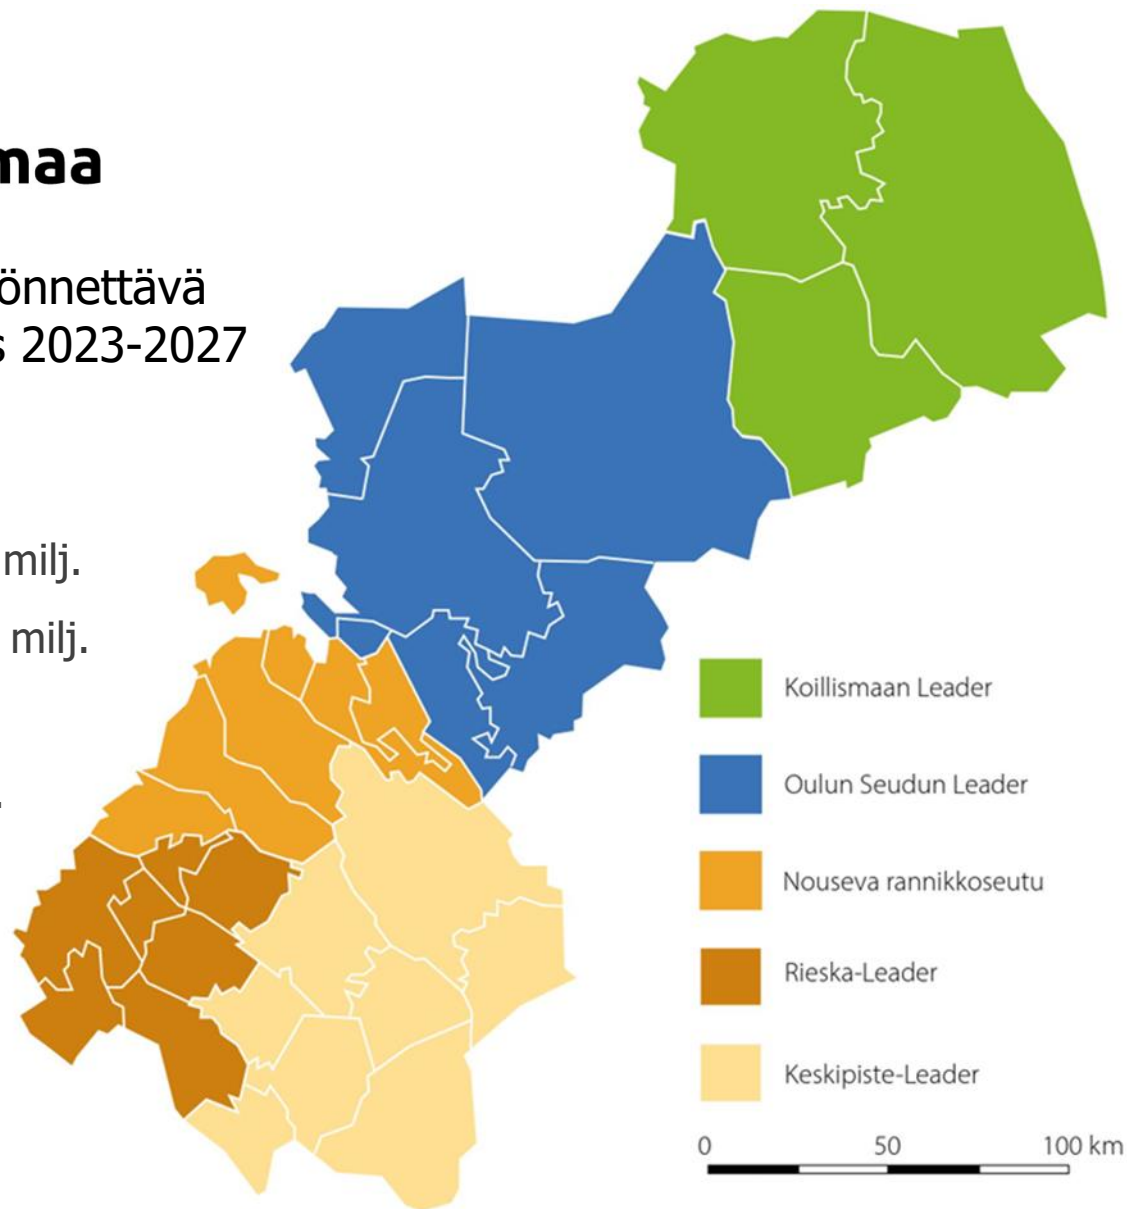 maa
önnettävä
s 2023-2027
milj.
milj.
.
Koillismaan Leader
Oulun Seudun Leader
Nouseva rannikkoseutu
Rieska-Leader
Keskipiste-Leader
0 50 100 km